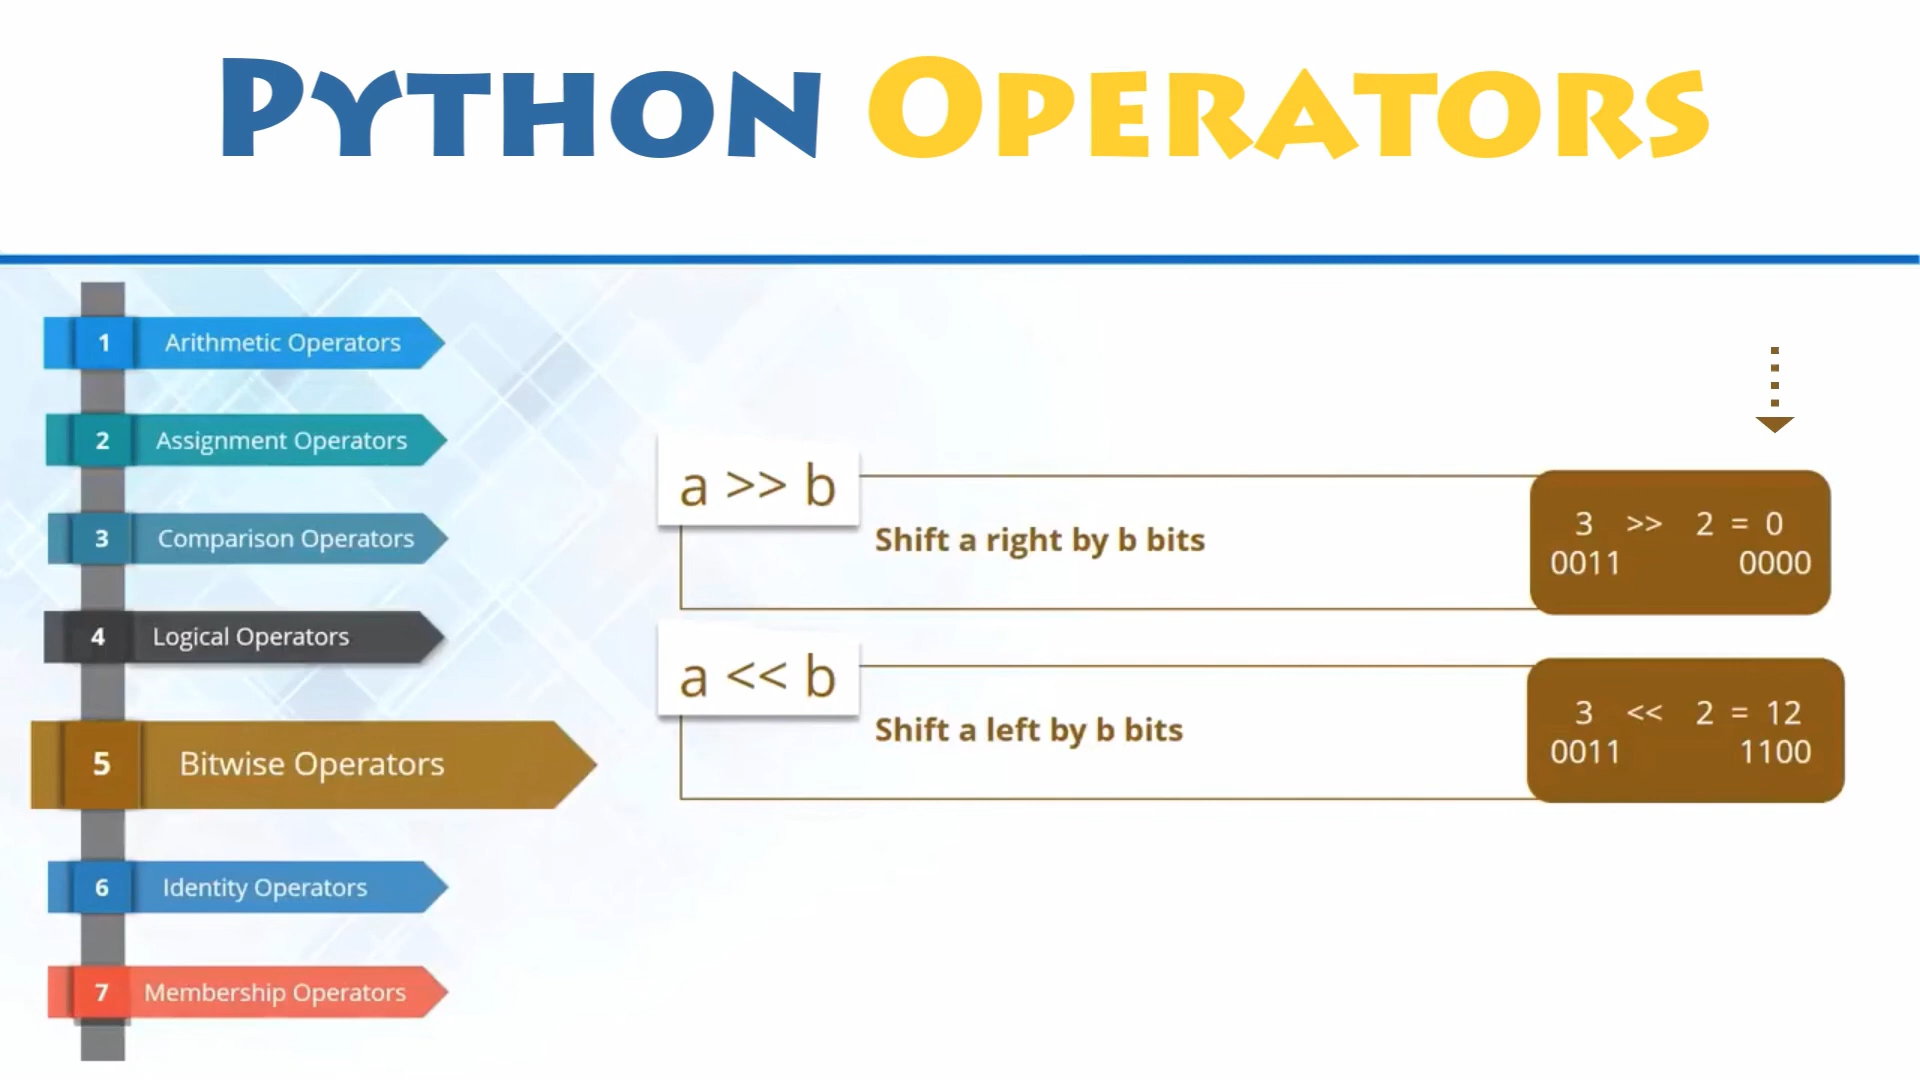 PYTHON OPERATORS
1 Arithmetic Operators
2 Assignment Operators
3 Comparison Operators
4 Logical Operators
5 Bitwise Operators
6 Identity Operators
7 Membership Operators
a >> b
Shift a right by b bits
3 >> 2 = 0
0011 0000
a << b
Shift a left by b bits
3 << 2 = 12
0011 1100